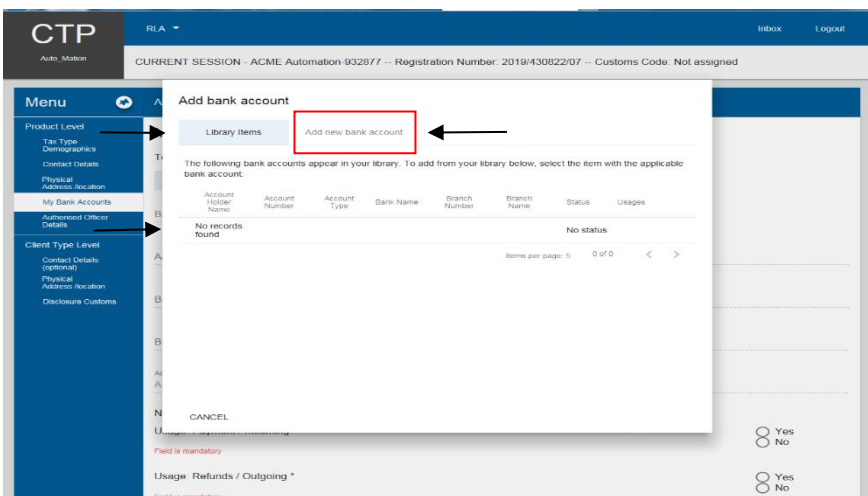 CTP
RLA
Inbox
Logout
Auto_Mation
CURRENT SESSION - ACME Automation-932877 -- Registration Number: 2019/430822/07 -- Customs Code: Not assigned
Menu
Product Level
Tax Type
Demographics
Contact Details
Physical
Address /location
My Bank Accounts
Authorised Officer
Details
Client Type Level
Contact Details
(optional)
Physical
Address /location
Disclosure Customs
Add bank account
Library Items
Add new bank account
The following bank accounts appear in your library. To add from your library below, select the item with the applicable
bank account:
Account
Holder
Name
Account
Number
Account
Type
Bank Name
Branch
Number
Branch
Name
Status
Usages
No records
found
No status
Items per page: 5
0 of 0
CANCEL
Yes
No
Field is mandatory
Usage: Refunds / Outgoing *
Yes
No